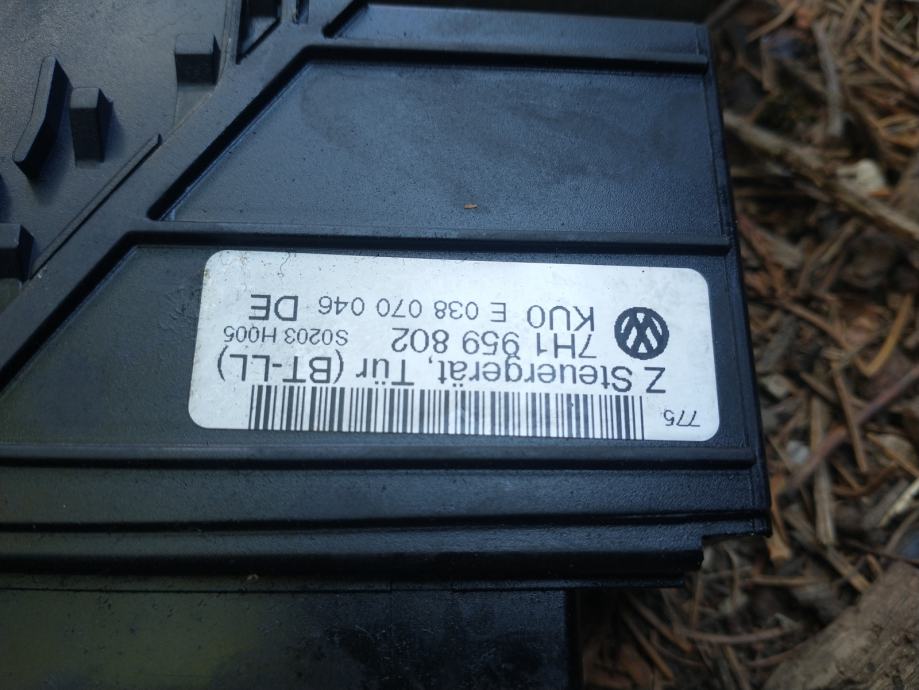 775
Z Steuergerät, Tür (BT-LL)
7H1 959 802 S0203 H005
KU0 E 038 070 046 DE